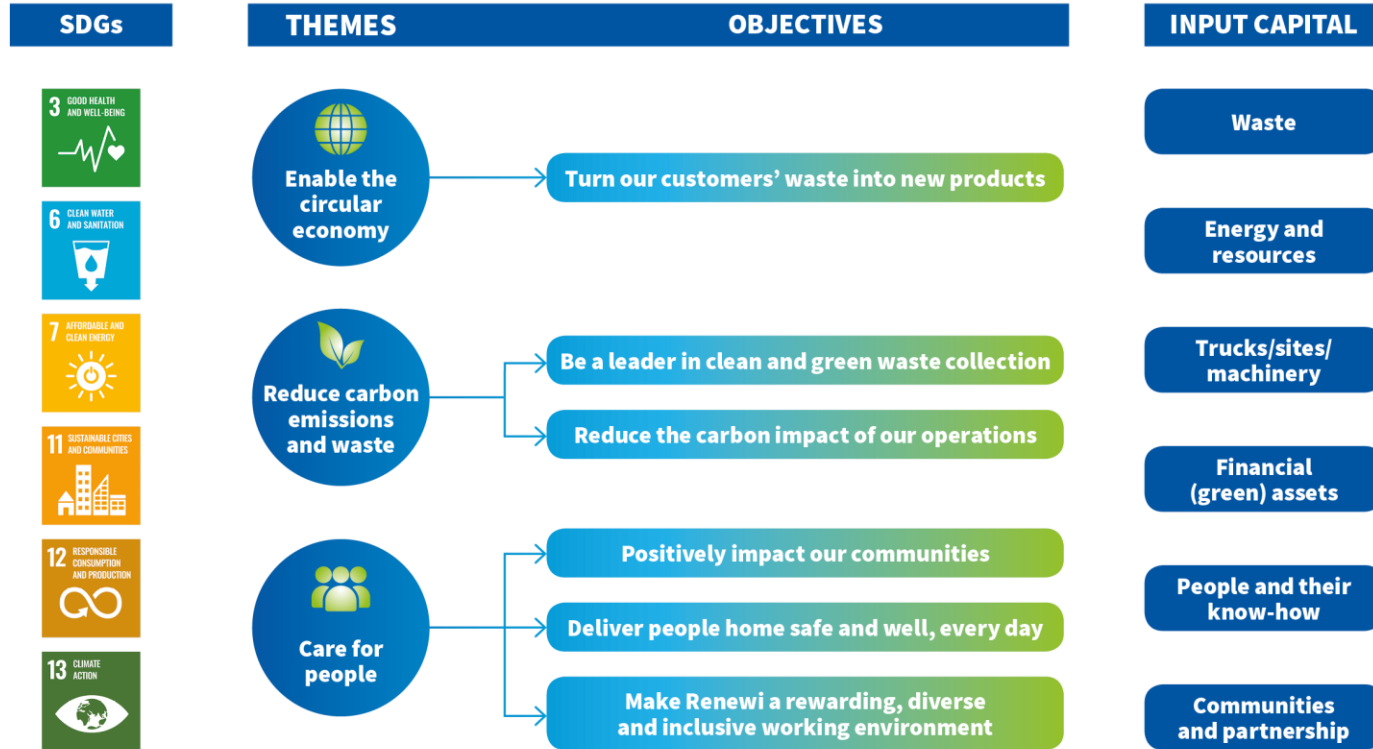 SDGs
THEMES
OBJECTIVES
INPUT CAPITAL
3 GOOD HEALTH
AND WELL-BEING
6 CLEAN WATER
AND SANITATION
7 AFFORDABLE AND
CLEAN ENERGY
11 SUSTAINABLE CITIES
AND COMMUNITIES
12 RESPONSIBLE
CONSUMPTION
AND PRODUCTION
13 CLIMATE
ACTION
Enable the
circular
economy
Turn our customers’ waste into new products
Reduce carbon
emissions
and waste
Be a leader in clean and green waste collection
Reduce the carbon impact of our operations
Care for
people
Positively impact our communities
Deliver people home safe and well, every day
Make Renewi a rewarding, diverse
and inclusive working environment
Waste
Energy and
resources
Trucks/sites/
machinery
Financial
(green) assets
People and their
know-how
Communities
and partnership